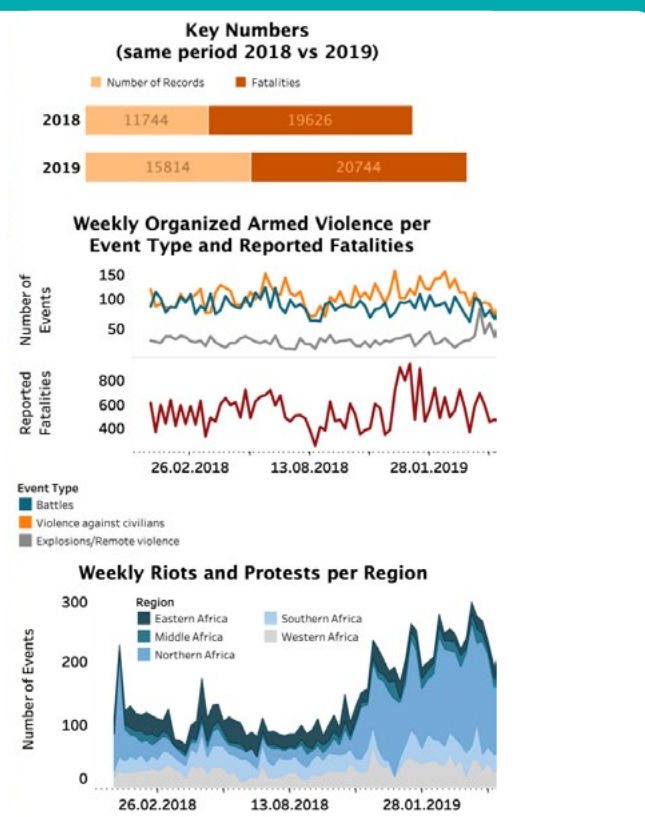 Key Numbers
(same period 2018 vs 2019)
Number of Records Fatalities
2018 11744 19626
2019 15814 20744
Weekly Organized Armed Violence per
Event Type and Reported Fatalities
Number of
Events
150
100
50
Reported
Fatalities
800
600
400
26.02.2018 13.08.2018 28.01.2019
Event Type
Battles
Violence against civilians
Explosions/Remote violence
Weekly Riots and Protests per Region
Number of Events
300
200
100
0
Region
Eastern Africa Southern Africa
Middle Africa Western Africa
Northern Africa
26.02.2018 13.08.2018 28.01.2019